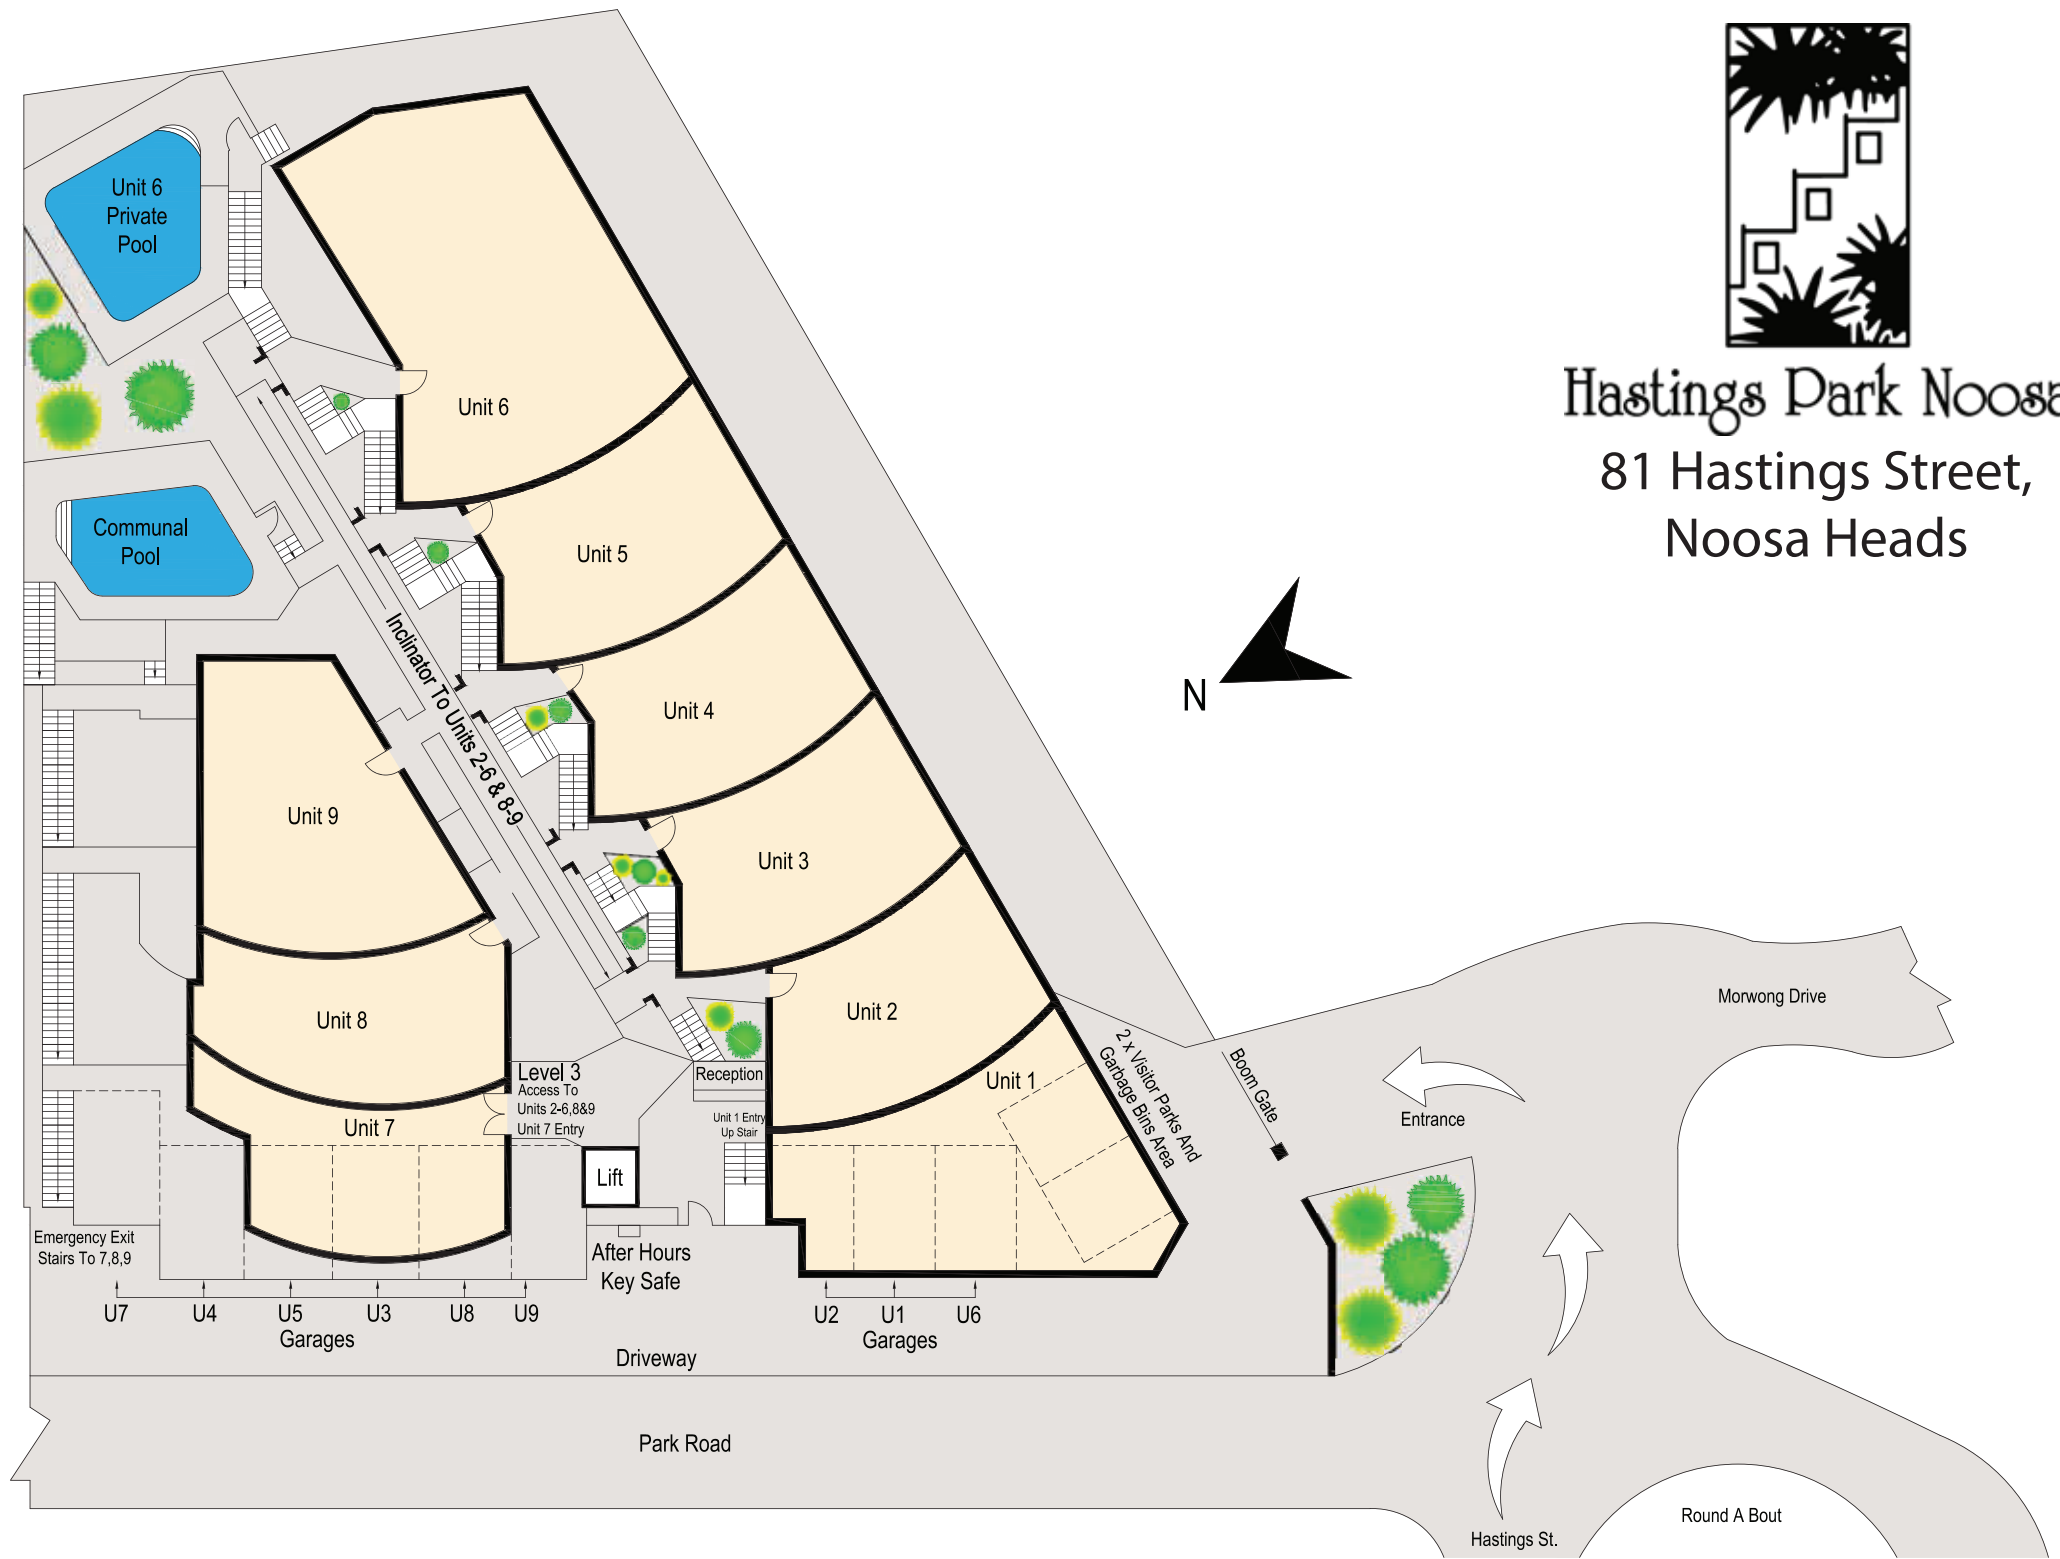 Hastings Park Noosa
81 Hastings Street,
Noosa Heads
Unit 6
Private
Pool
Unit 6
Communal
Pool
Unit 5
Inclinator To Units 2-6 & 8-9
Unit 4
N
Unit 9
Unit 3
Unit 8
Unit 2
Morwong Drive
2 x Visitor Parks And
Garbage Bins Area
Boom Gate
Entrance
Level 3
Access To
Units 2-6,8&9
Unit 7 Entry
Reception
Unit 1
Unit 7
Unit 1 Entry
Up Stair
Lift
Emergency Exit
Stairs To 7,8,9
After Hours
Key Safe
U7 U4 U5 U3 U8 U9
Garages
U2 U1 U6
Garages
Driveway
Park Road
Round A Bout
Hastings St.